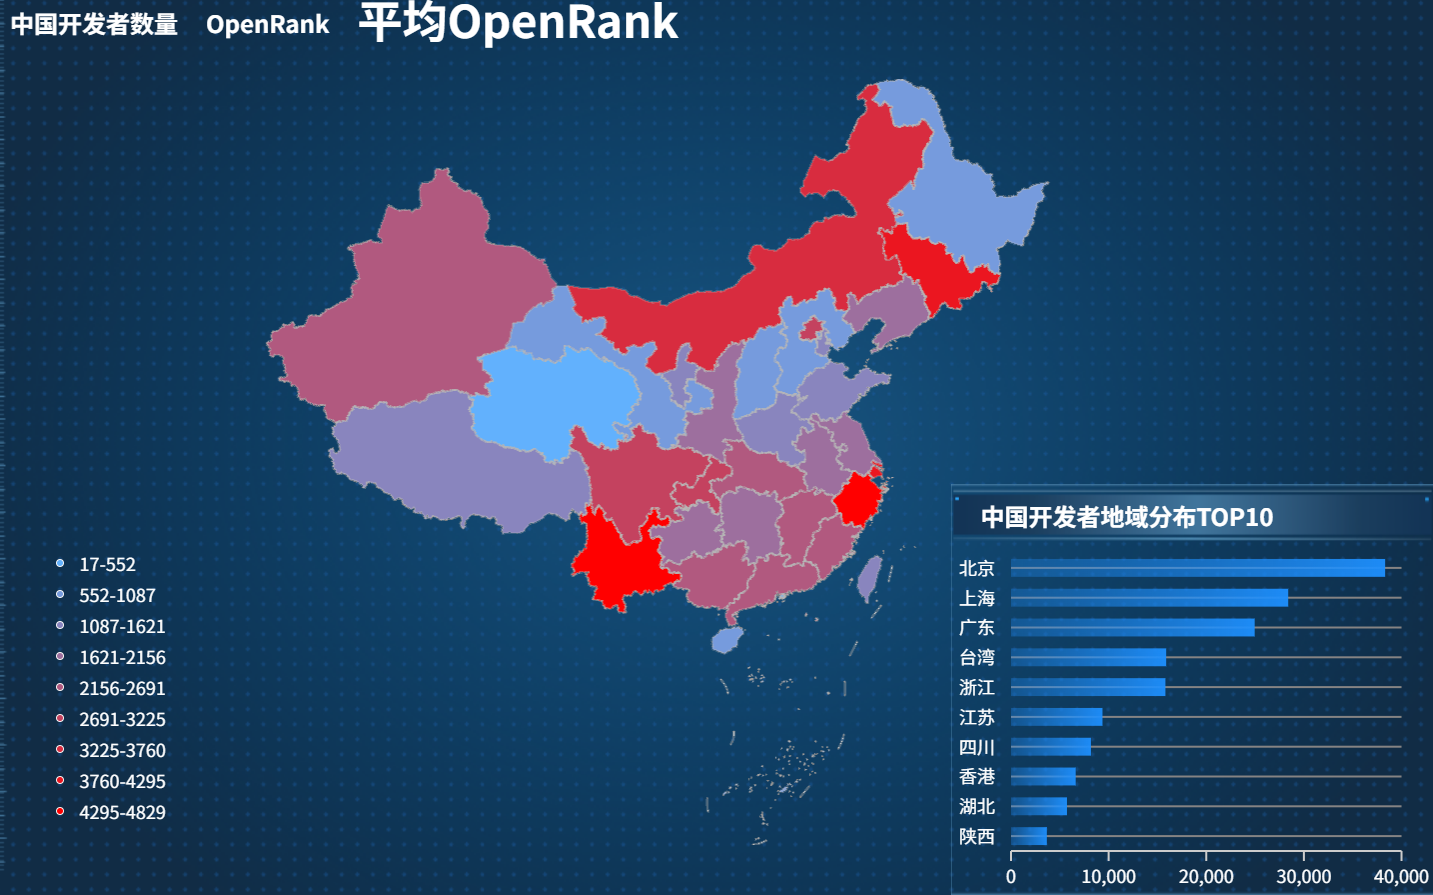 中国开发者数量 OpenRank 平均OpenRank
17-552
552-1087
1087-1621
1621-2156
2156-2691
2691-3225
3225-3760
3760-4295
4295-4829
中国开发者地域分布TOP10
北京
上海
广东
台湾
浙江
江苏
四川
香港
湖北
陕西
0 10,000 20,000 30,000 40,000